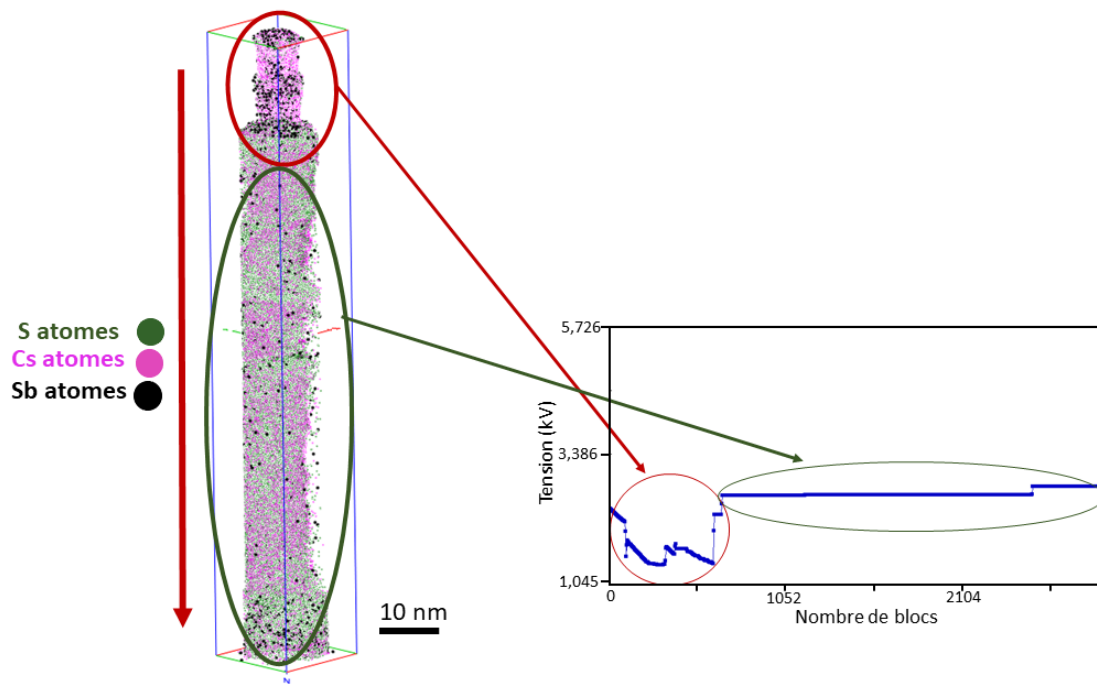 S atomes
Cs atomes
Sb atomes
10 nm
N
5,726
3,386
1,045
Tension (kV)
0
1052
2104
Nombre de blocs